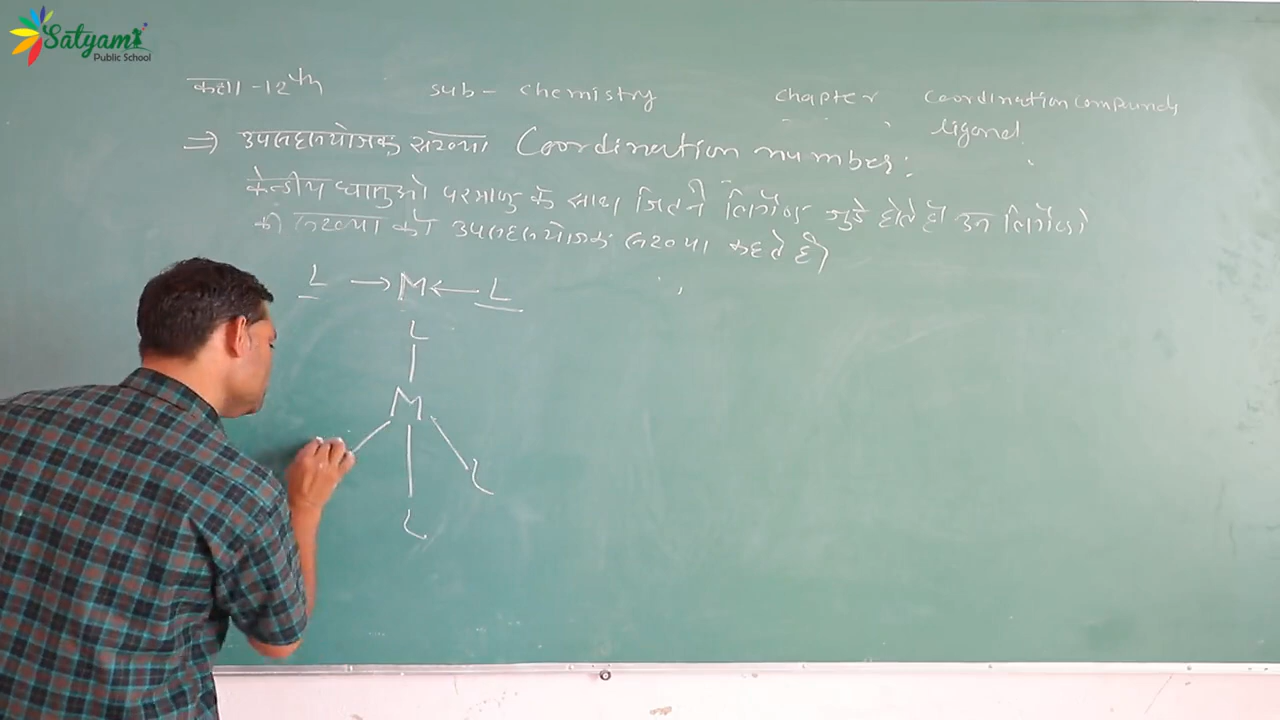 Satyam
Public School
कक्षा -12th sub- chemistry chapter coordination compounds
ligand
⇒ उपसहसंयोजक संख्या Coordination number:
केन्द्रीय धातुओ परमाणु के साथ जितने लिगेंण्ड जुडे होते हैं उन लिगेंण्डो
की संख्या को उपसहसंयोजक संख्या कहते है।
L → M ← L
L
M
L
L